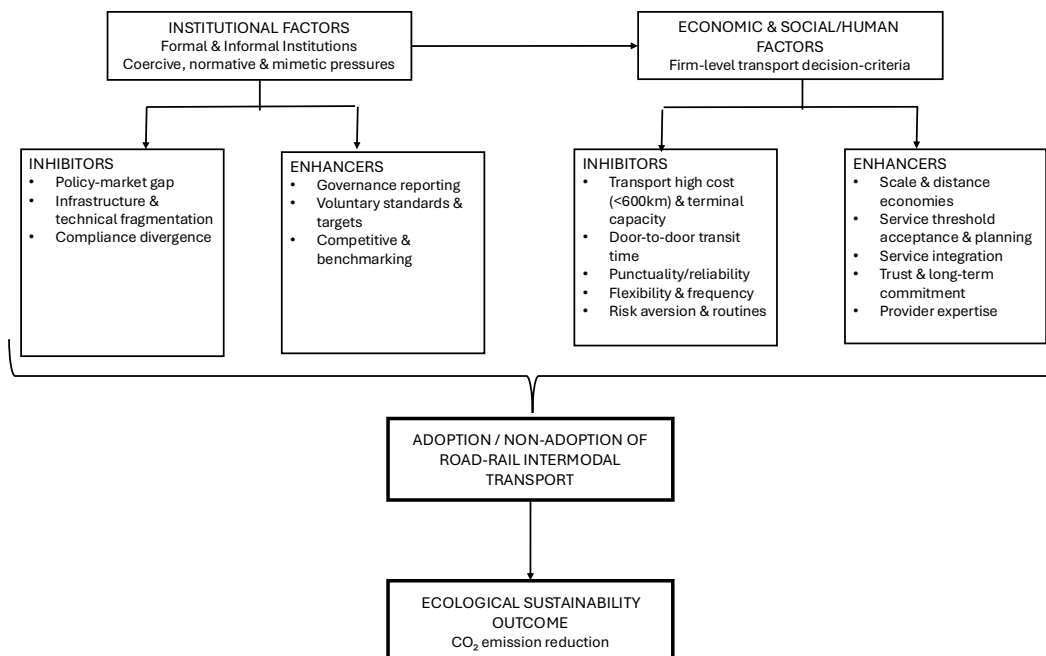 INSTITUTIONAL FACTORS
Formal & Informal Institutions
Coercive, normative & mimetic pressures
ECONOMIC & SOCIAL/HUMAN
FACTORS
Firm-level transport decision-criteria
INHIBITORS
• Policy-market gap
• Infrastructure &
technical fragmentation
• Compliance divergence
ENHANCERS
• Governance reporting
• Voluntary standards &
targets
• Competitive &
benchmarking
INHIBITORS
• Transport high cost
(<600km) & terminal
capacity
• Door-to-door transit
time
• Punctuality/reliability
• Flexibility & frequency
• Risk aversion & routines
ENHANCERS
• Scale & distance
economies
• Service threshold
acceptance & planning
• Service integration
• Trust & long-term
commitment
• Provider expertise
ADOPTION / NON-ADOPTION OF
ROAD-RAIL INTERMODAL
TRANSPORT
ECOLOGICAL SUSTAINABILITY
OUTCOME
CO₂ emission reduction